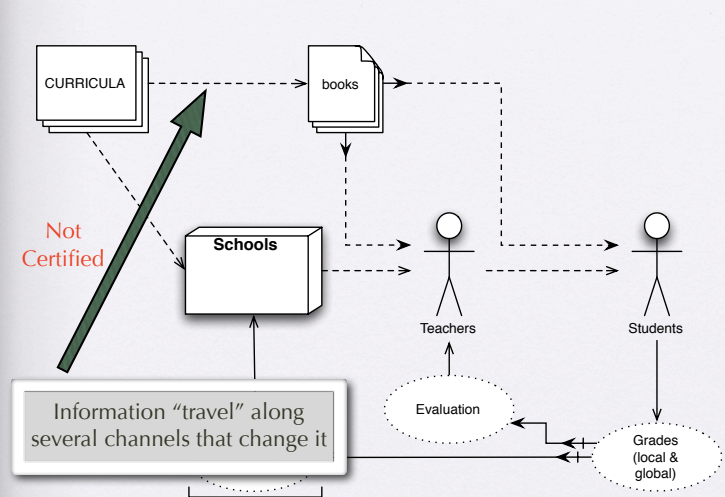 CURRICULA
books
Not
Certified
Schools
Teachers
Students
Information “travel” along
several channels that change it
Evaluation
Grades
(local &
global)